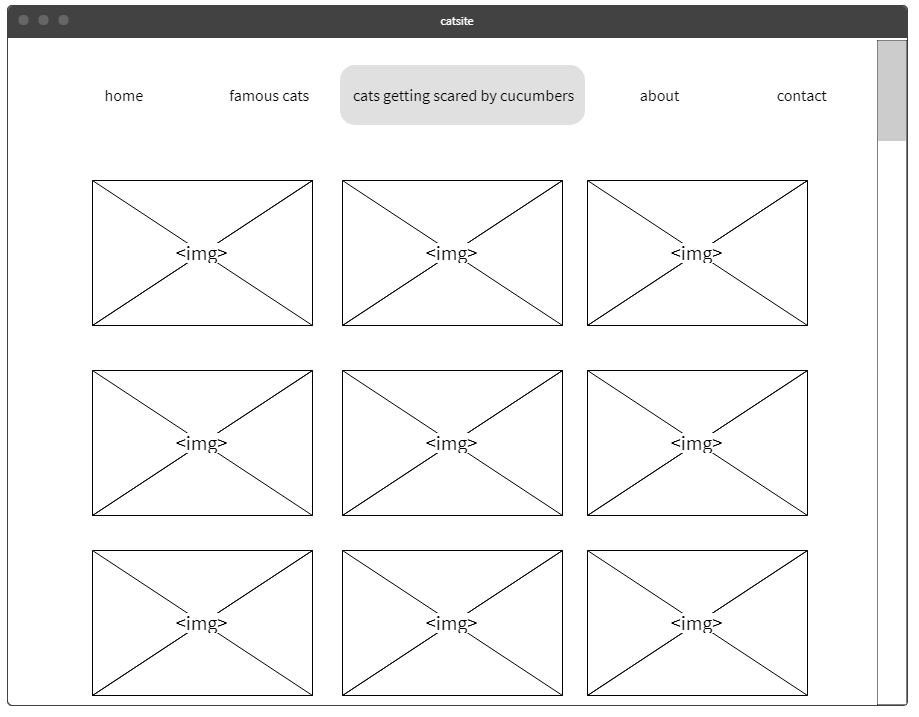 catsite
home famous cats cats getting scared by cucumbers about contact
<img> <img> <img>
<img> <img> <img>
<img> <img> <img>